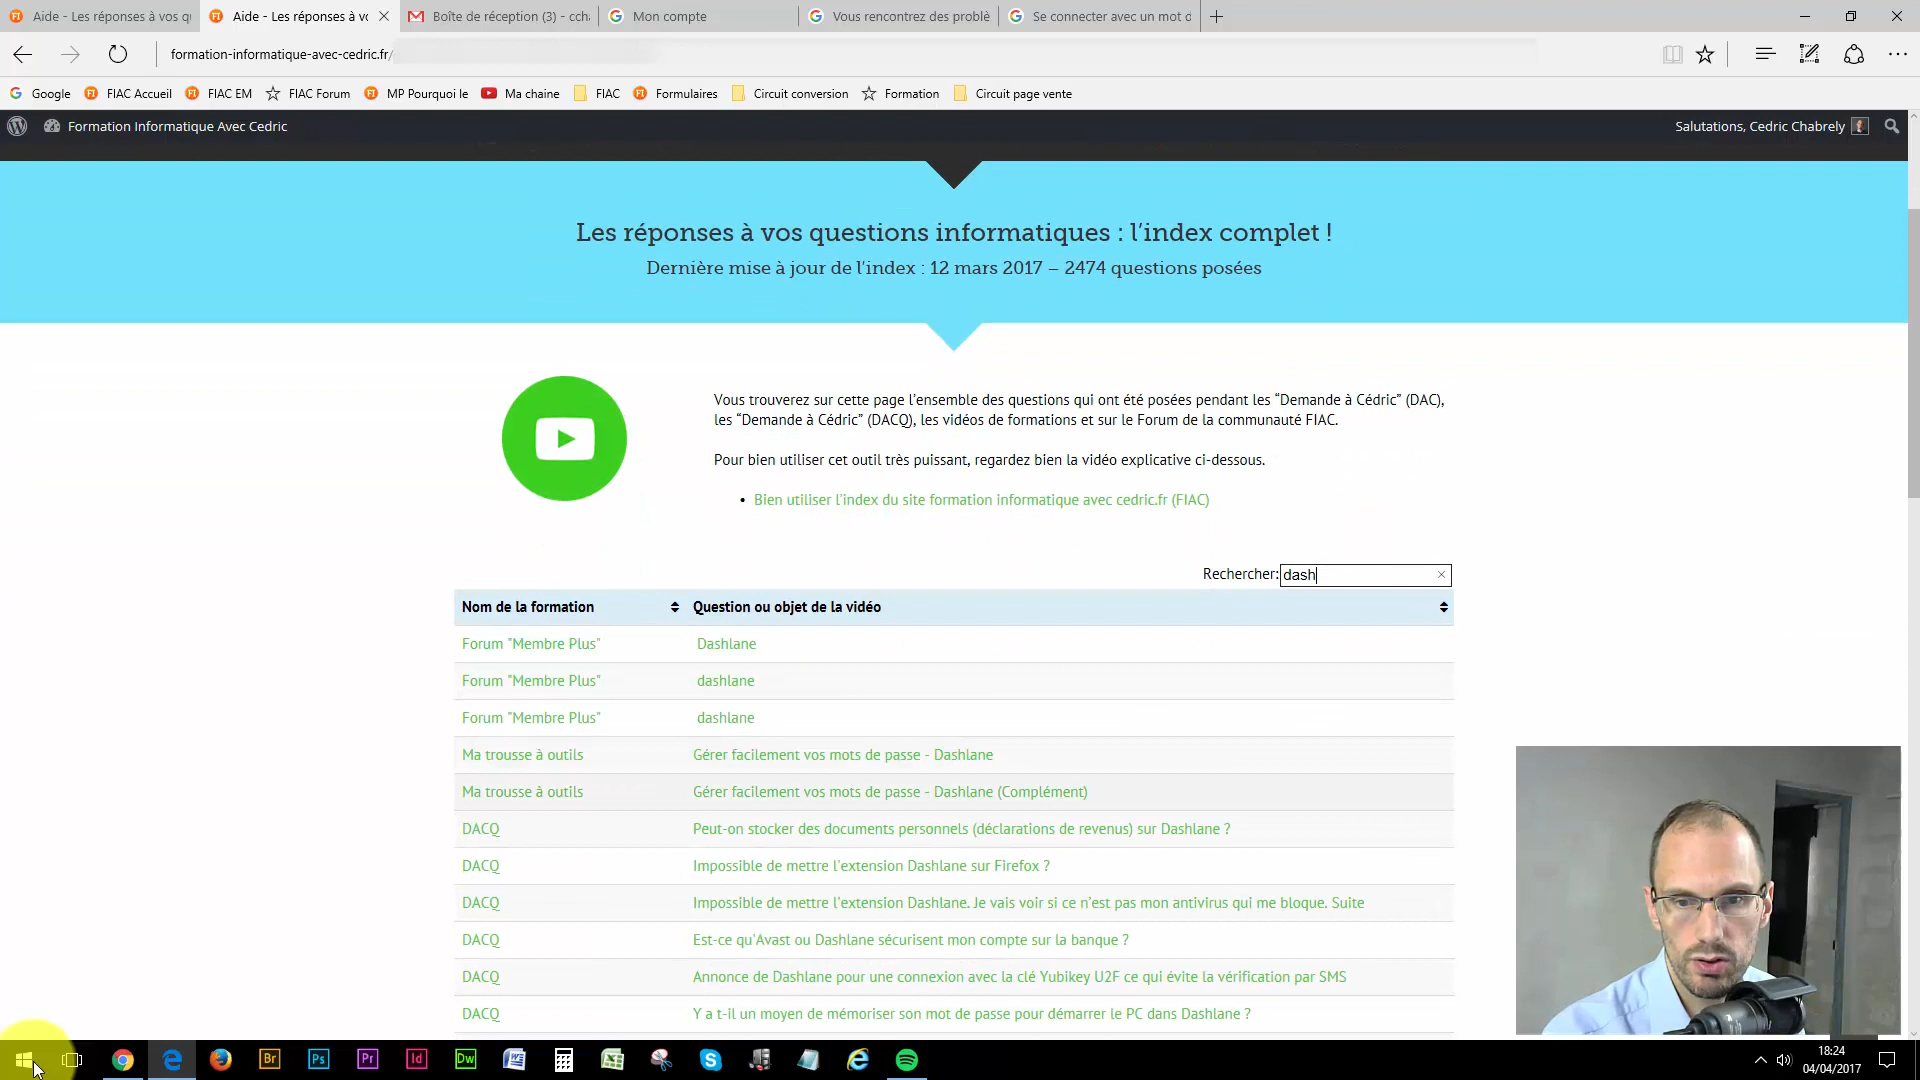 Aide - Les réponses à vos qu
Aide - Les réponses à vo
Boîte de réception (3) - ccha
Mon compte
Vous rencontrez des problè
Se connecter avec un mot d
formation-informatique-avec-cedric.fr/
Google
FIAC Accueil
FIAC EM
FIAC Forum
MP Pourquoi le
Ma chaine
FIAC
Formulaires
Circuit conversion
Formation
Circuit page vente
Formation Informatique Avec Cedric
Salutations, Cedric Chabrely
Les réponses à vos questions informatiques : l'index complet !
Dernière mise à jour de l'index : 12 mars 2017 – 2474 questions posées
Vous trouverez sur cette page l'ensemble des questions qui ont été posées pendant les “Demande à Cédric” (DAC),
les “Demande à Cédric” (DACQ), les vidéos de formations et sur le Forum de la communauté FIAC.
Pour bien utiliser cet outil très puissant, regardez bien la vidéo explicative ci-dessous.
• Bien utiliser l'index du site formation informatique avec cedric.fr (FIAC)
Rechercher: dash
Nom de la formation Question ou objet de la vidéo
Forum "Membre Plus" Dashlane
Forum "Membre Plus" dashlane
Forum "Membre Plus" dashlane
Ma trousse à outils Gérer facilement vos mots de passe - Dashlane
Ma trousse à outils Gérer facilement vos mots de passe - Dashlane (Complément)
DACQ Peut-on stocker des documents personnels (déclarations de revenus) sur Dashlane ?
DACQ Impossible de mettre l'extension Dashlane sur Firefox ?
DACQ Impossible de mettre l'extension Dashlane. Je vais voir si ce n'est pas mon antivirus qui me bloque. Suite
DACQ Est-ce qu'Avast ou Dashlane sécurisent mon compte sur la banque ?
DACQ Annonce de Dashlane pour une connexion avec la clé Yubikey U2F ce qui évite la vérification par SMS
DACQ Y a t-il un moyen de mémoriser son mot de passe pour démarrer le PC dans Dashlane ?
Br
Ps
Pr
Id
Dw
18:24
04/04/2017